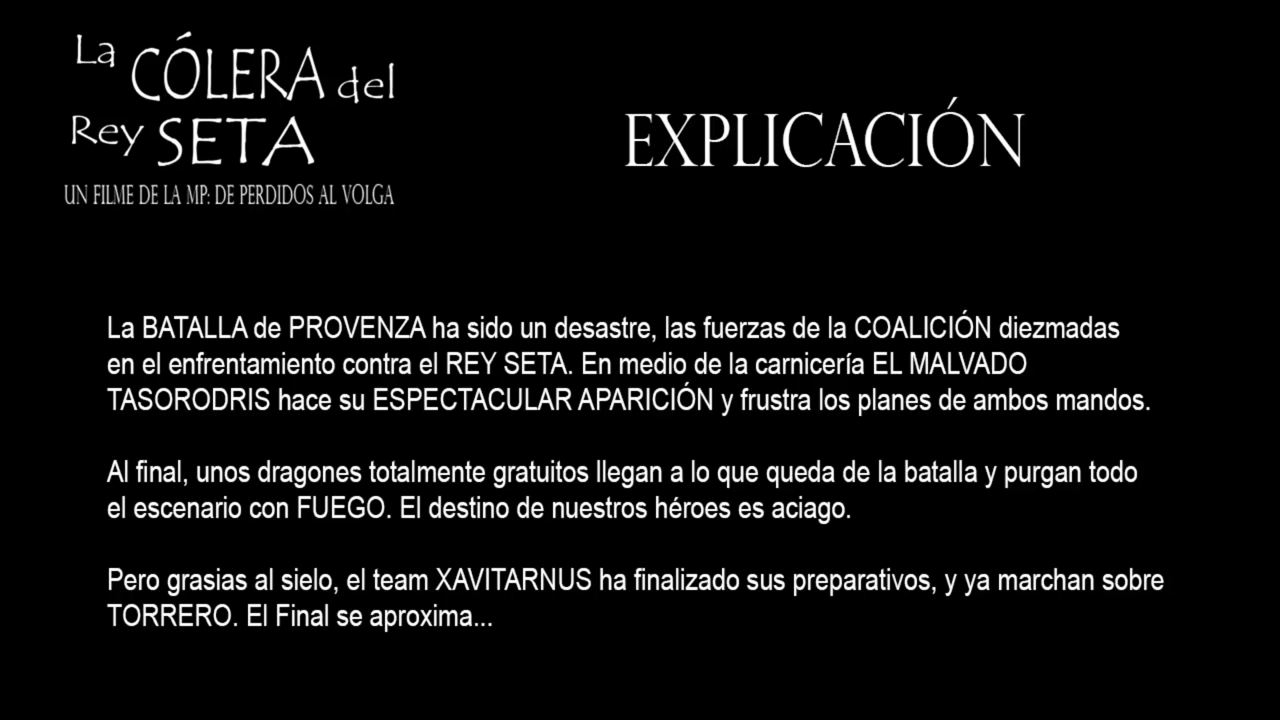 La CÓLERA del
Rey SETA
UN FILME DE LA MP: DE PERDIDOS AL VOLGA
EXPLICACIÓN
La BATALLA de PROVENZA ha sido un desastre, las fuerzas de la COALICIÓN diezmadas
en el enfrentamiento contra el REY SETA. En medio de la carnicería EL MALVADO
TASORODRIS hace su ESPECTACULAR APARICIÓN y frustra los planes de ambos mandos.
Al final, unos dragones totalmente gratuitos llegan a lo que queda de la batalla y purgan todo
el escenario con FUEGO. El destino de nuestros héroes es aciago.
Pero grasias al sielo, el team XAVITARNUS ha finalizado sus preparativos, y ya marchan sobre
TORRERO. El Final se aproxima...